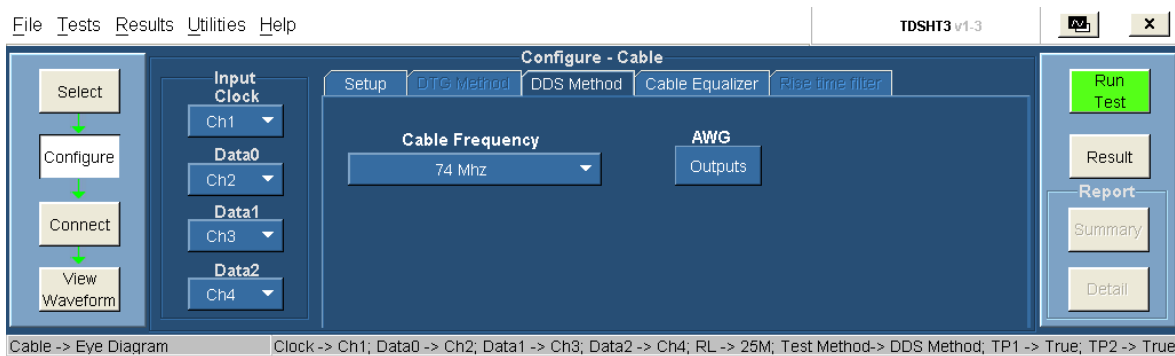 File Tests Results Utilities Help TDSHT3 v1-3 x
Configure - Cable
Select
Configure
Connect
View
Waveform
Input
Clock
Ch1
Data0
Ch2
Data1
Ch3
Data2
Ch4
Setup DTG Method DDS Method Cable Equalizer Rise time filter
Cable Frequency
74 Mhz
AWG
Outputs
Run
Test
Result
Report
Summary
Detail
Cable -> Eye Diagram Clock -> Ch1; Data0 -> Ch2; Data1 -> Ch3; Data2 -> Ch4; RL -> 25M; Test Method-> DDS Method; TP1 -> True; TP2 -> True